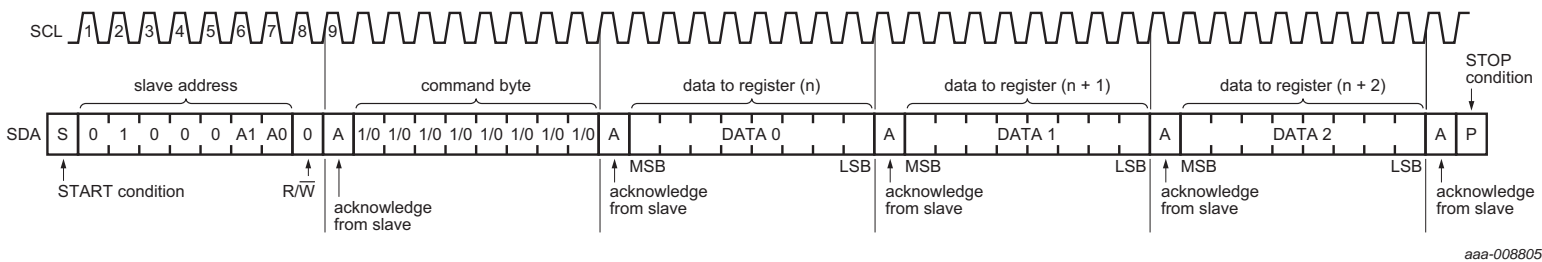 SCL 1 2 3 4 5 6 7 8 9
STOP
condition
slave address command byte data to register (n) data to register (n + 1) data to register (n + 2)
SDA S 0 1 0 0 0 A1 A0 0 A 1/0 1/0 1/0 1/0 1/0 1/0 1/0 1/0 A DATA 0 A DATA 1 A DATA 2 A P
MSB LSB MSB LSB MSB LSB
START condition R/W̅
acknowledge
from slave
acknowledge
from slave
acknowledge
from slave
acknowledge
from slave
acknowledge
from slave
aaa-008805